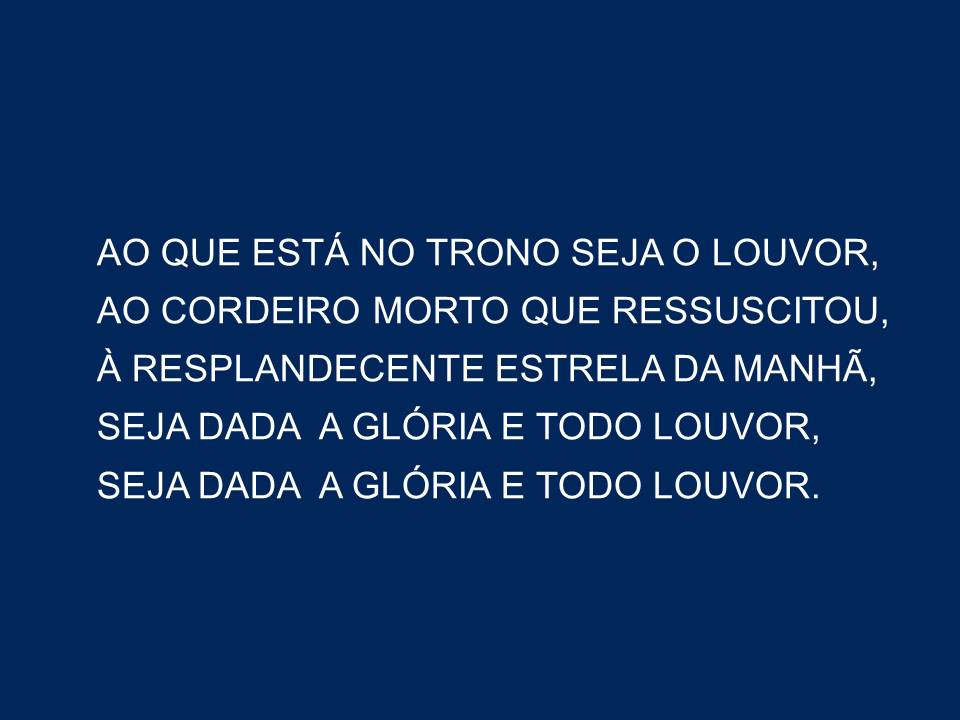 AO QUE ESTÁ NO TRONO SEJA O LOUVOR,
AO CORDEIRO MORTO QUE RESSUSCITOU,
À RESPLANDECENTE ESTRELA DA MANHÃ,
SEJA DADA  A GLÓRIA E TODO LOUVOR,
SEJA DADA  A GLÓRIA E TODO LOUVOR.